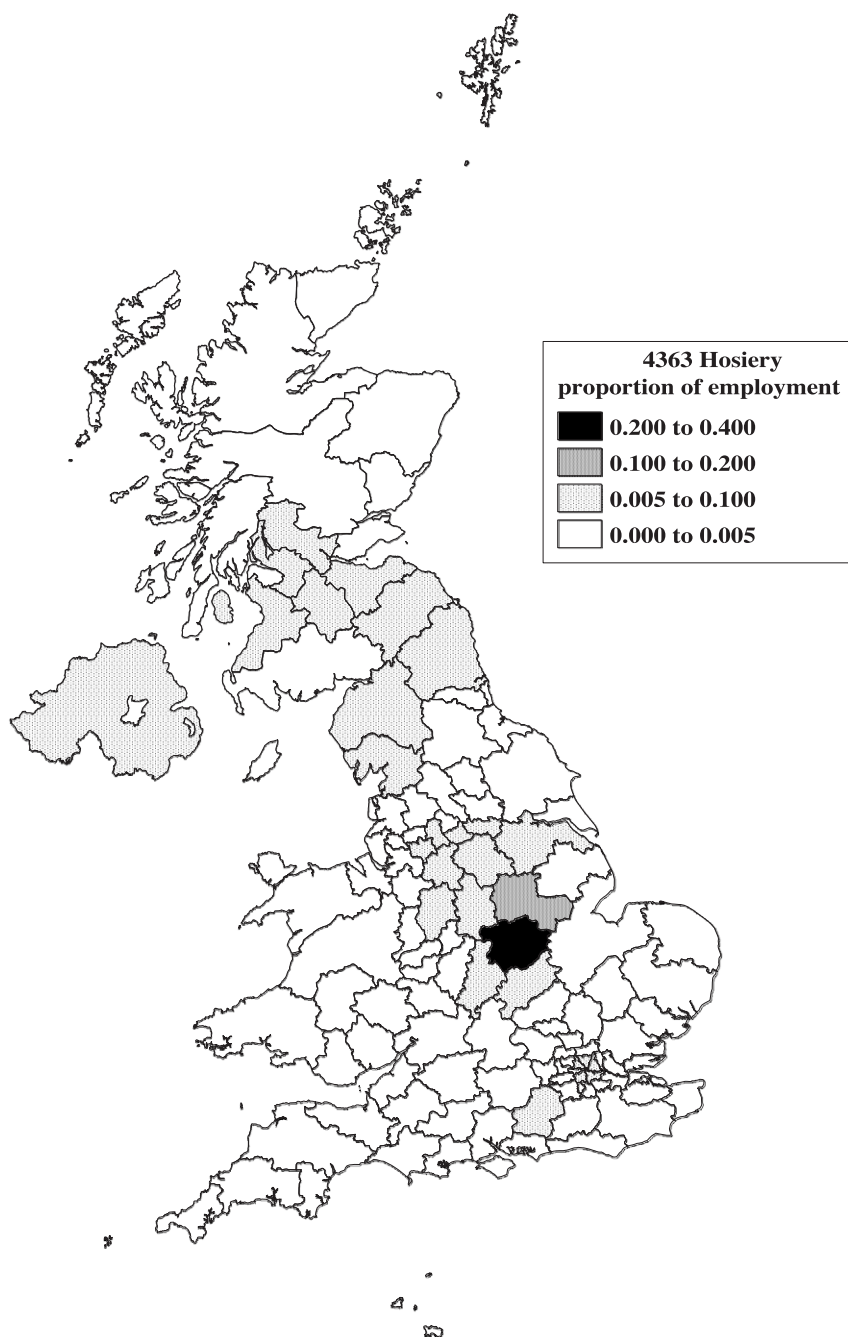 4363 Hosiery
proportion of employment
0.200 to 0.400
0.100 to 0.200
0.005 to 0.100
0.000 to 0.005